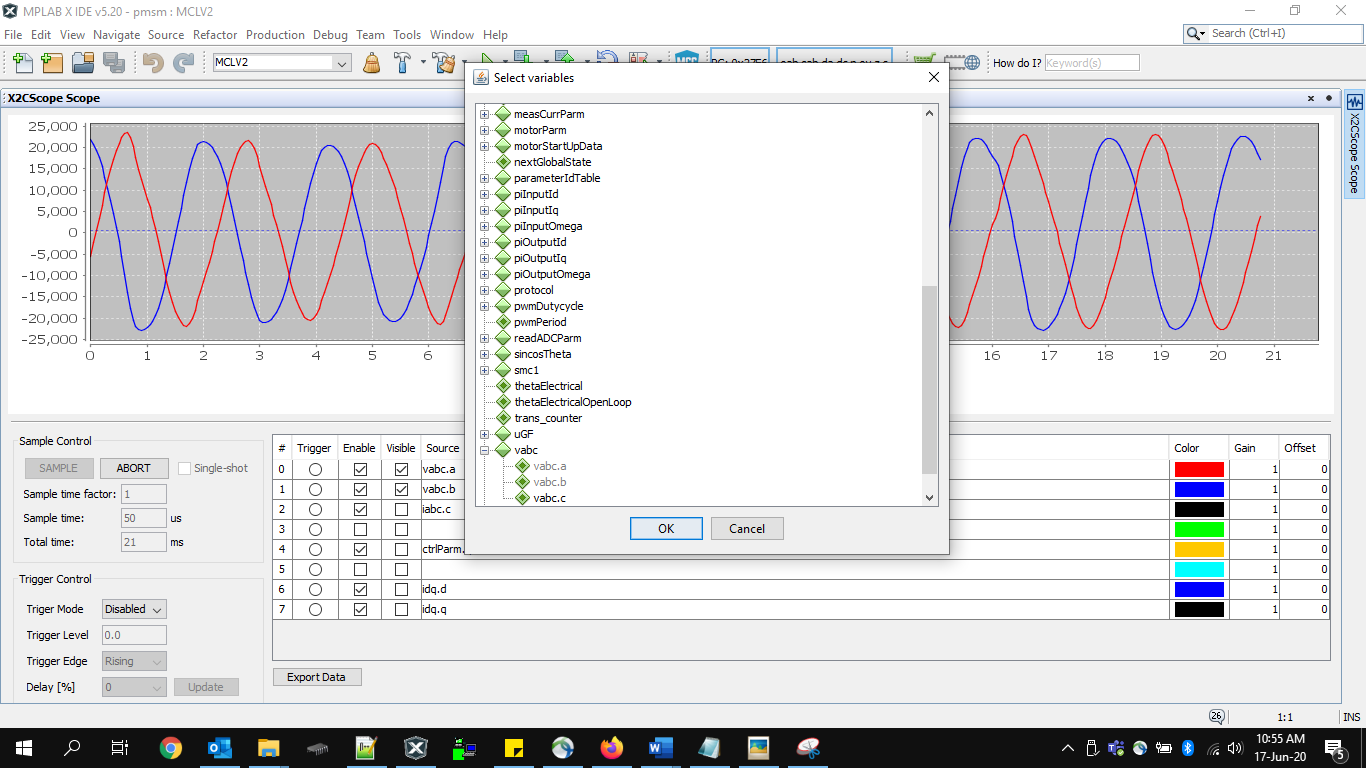 MPLAB X IDE v5.20 - pmsm : MCLV2
File Edit View Navigate Source Refactor Production Debug Team Tools Window Help
Search (Ctrl+I)
MCLV2
How do I? Keyword(s)
X2CScope Scope
Select variables
X2CScope Scope
25,000
20,000
15,000
10,000
5,000
0
-5,000
-10,000
-15,000
-20,000
-25,000
0 1 2 3 4 5 6 16 17 18 19 20 21
measCurrParm
motorParm
motorStartUpData
nextGlobalState
parameterIdTable
piInputId
piInputIq
piInputOmega
piOutputId
piOutputIq
piOutputOmega
protocol
pwmDutycycle
pwmPeriod
readADCParm
sincosTheta
smc1
thetaElectrical
thetaElectricalOpenLoop
trans_counter
uGF
vabc
vabc.a
vabc.b
vabc.c
OK Cancel
Sample Control
SAMPLE ABORT Single-shot
Sample time factor: 1
Sample time: 50 us
Total time: 21 ms
Trigger Control
Triger Mode Disabled
Trigger Level 0.0
Trigger Edge Rising
Delay [%] 0 Update
# Trigger Enable Visible Source Color Gain Offset
0 vabc.a 1 0
1 vabc.b 1 0
2 iabc.c 1 0
3 1 0
4 ctrlParm. 1 0
5 1 0
6 idq.d 1 0
7 idq.q 1 0
Export Data
26 1:1 INS
10:55 AM
17-Jun-20
5